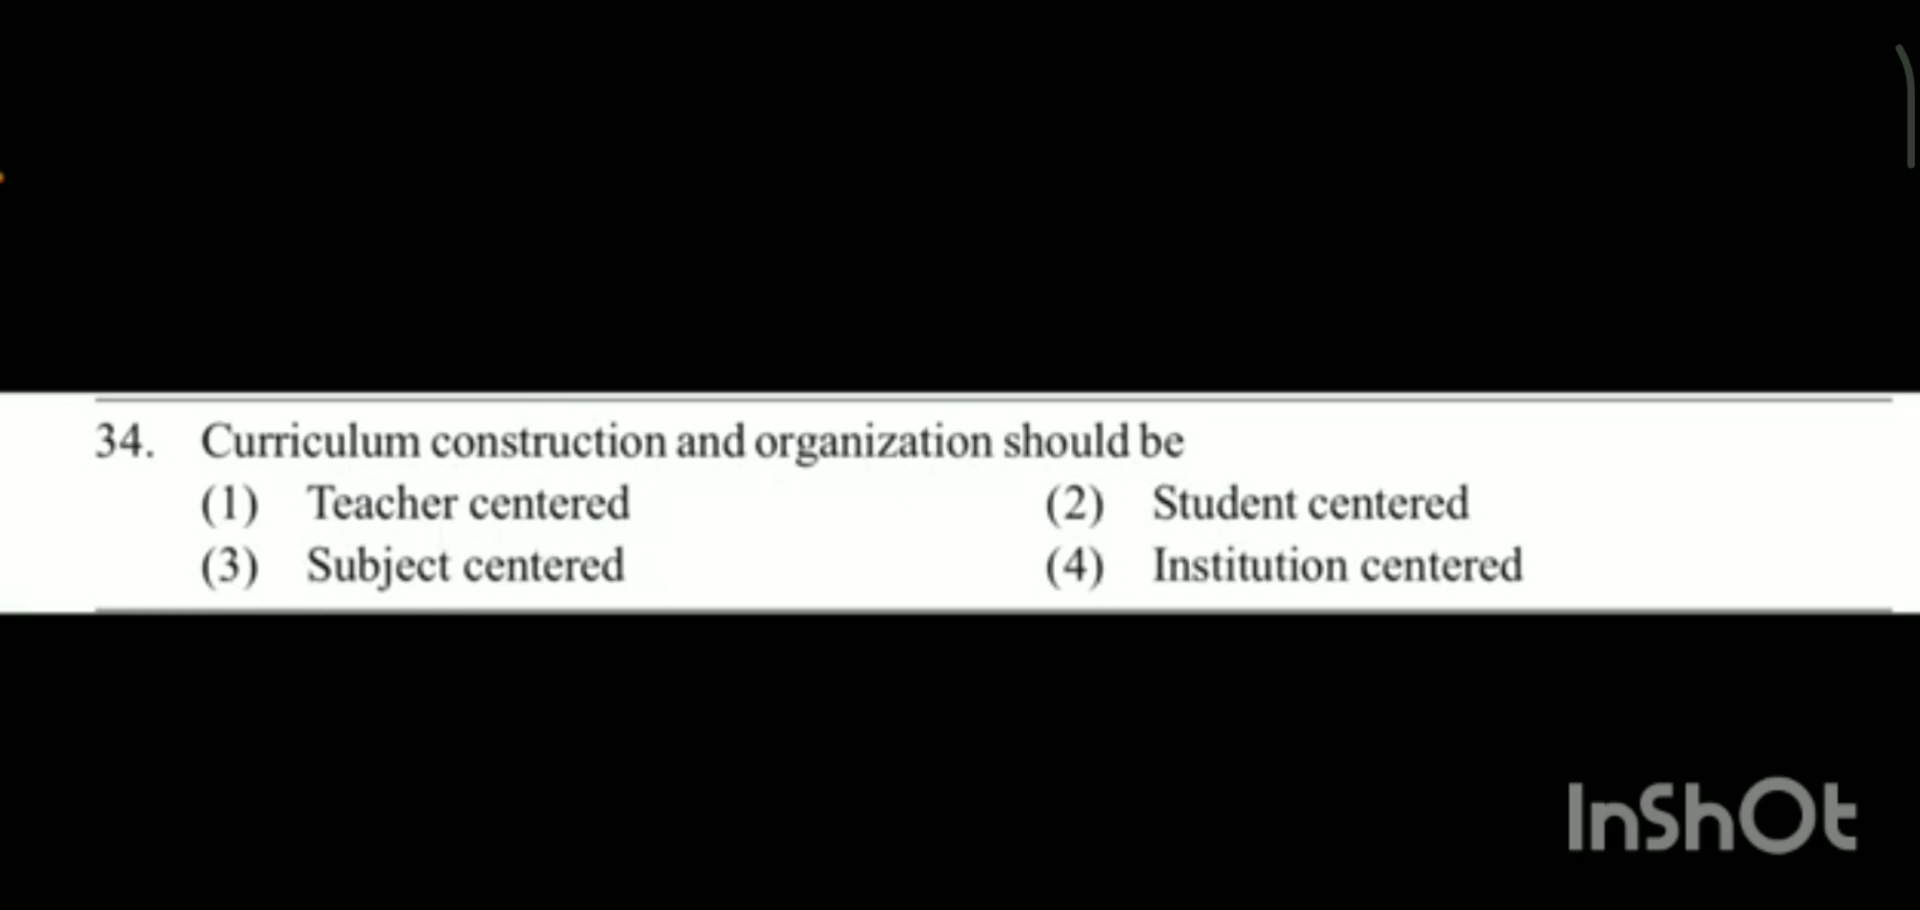 34. Curriculum construction and organization should be
(1) Teacher centered (2) Student centered
(3) Subject centered (4) Institution centered
InShOt